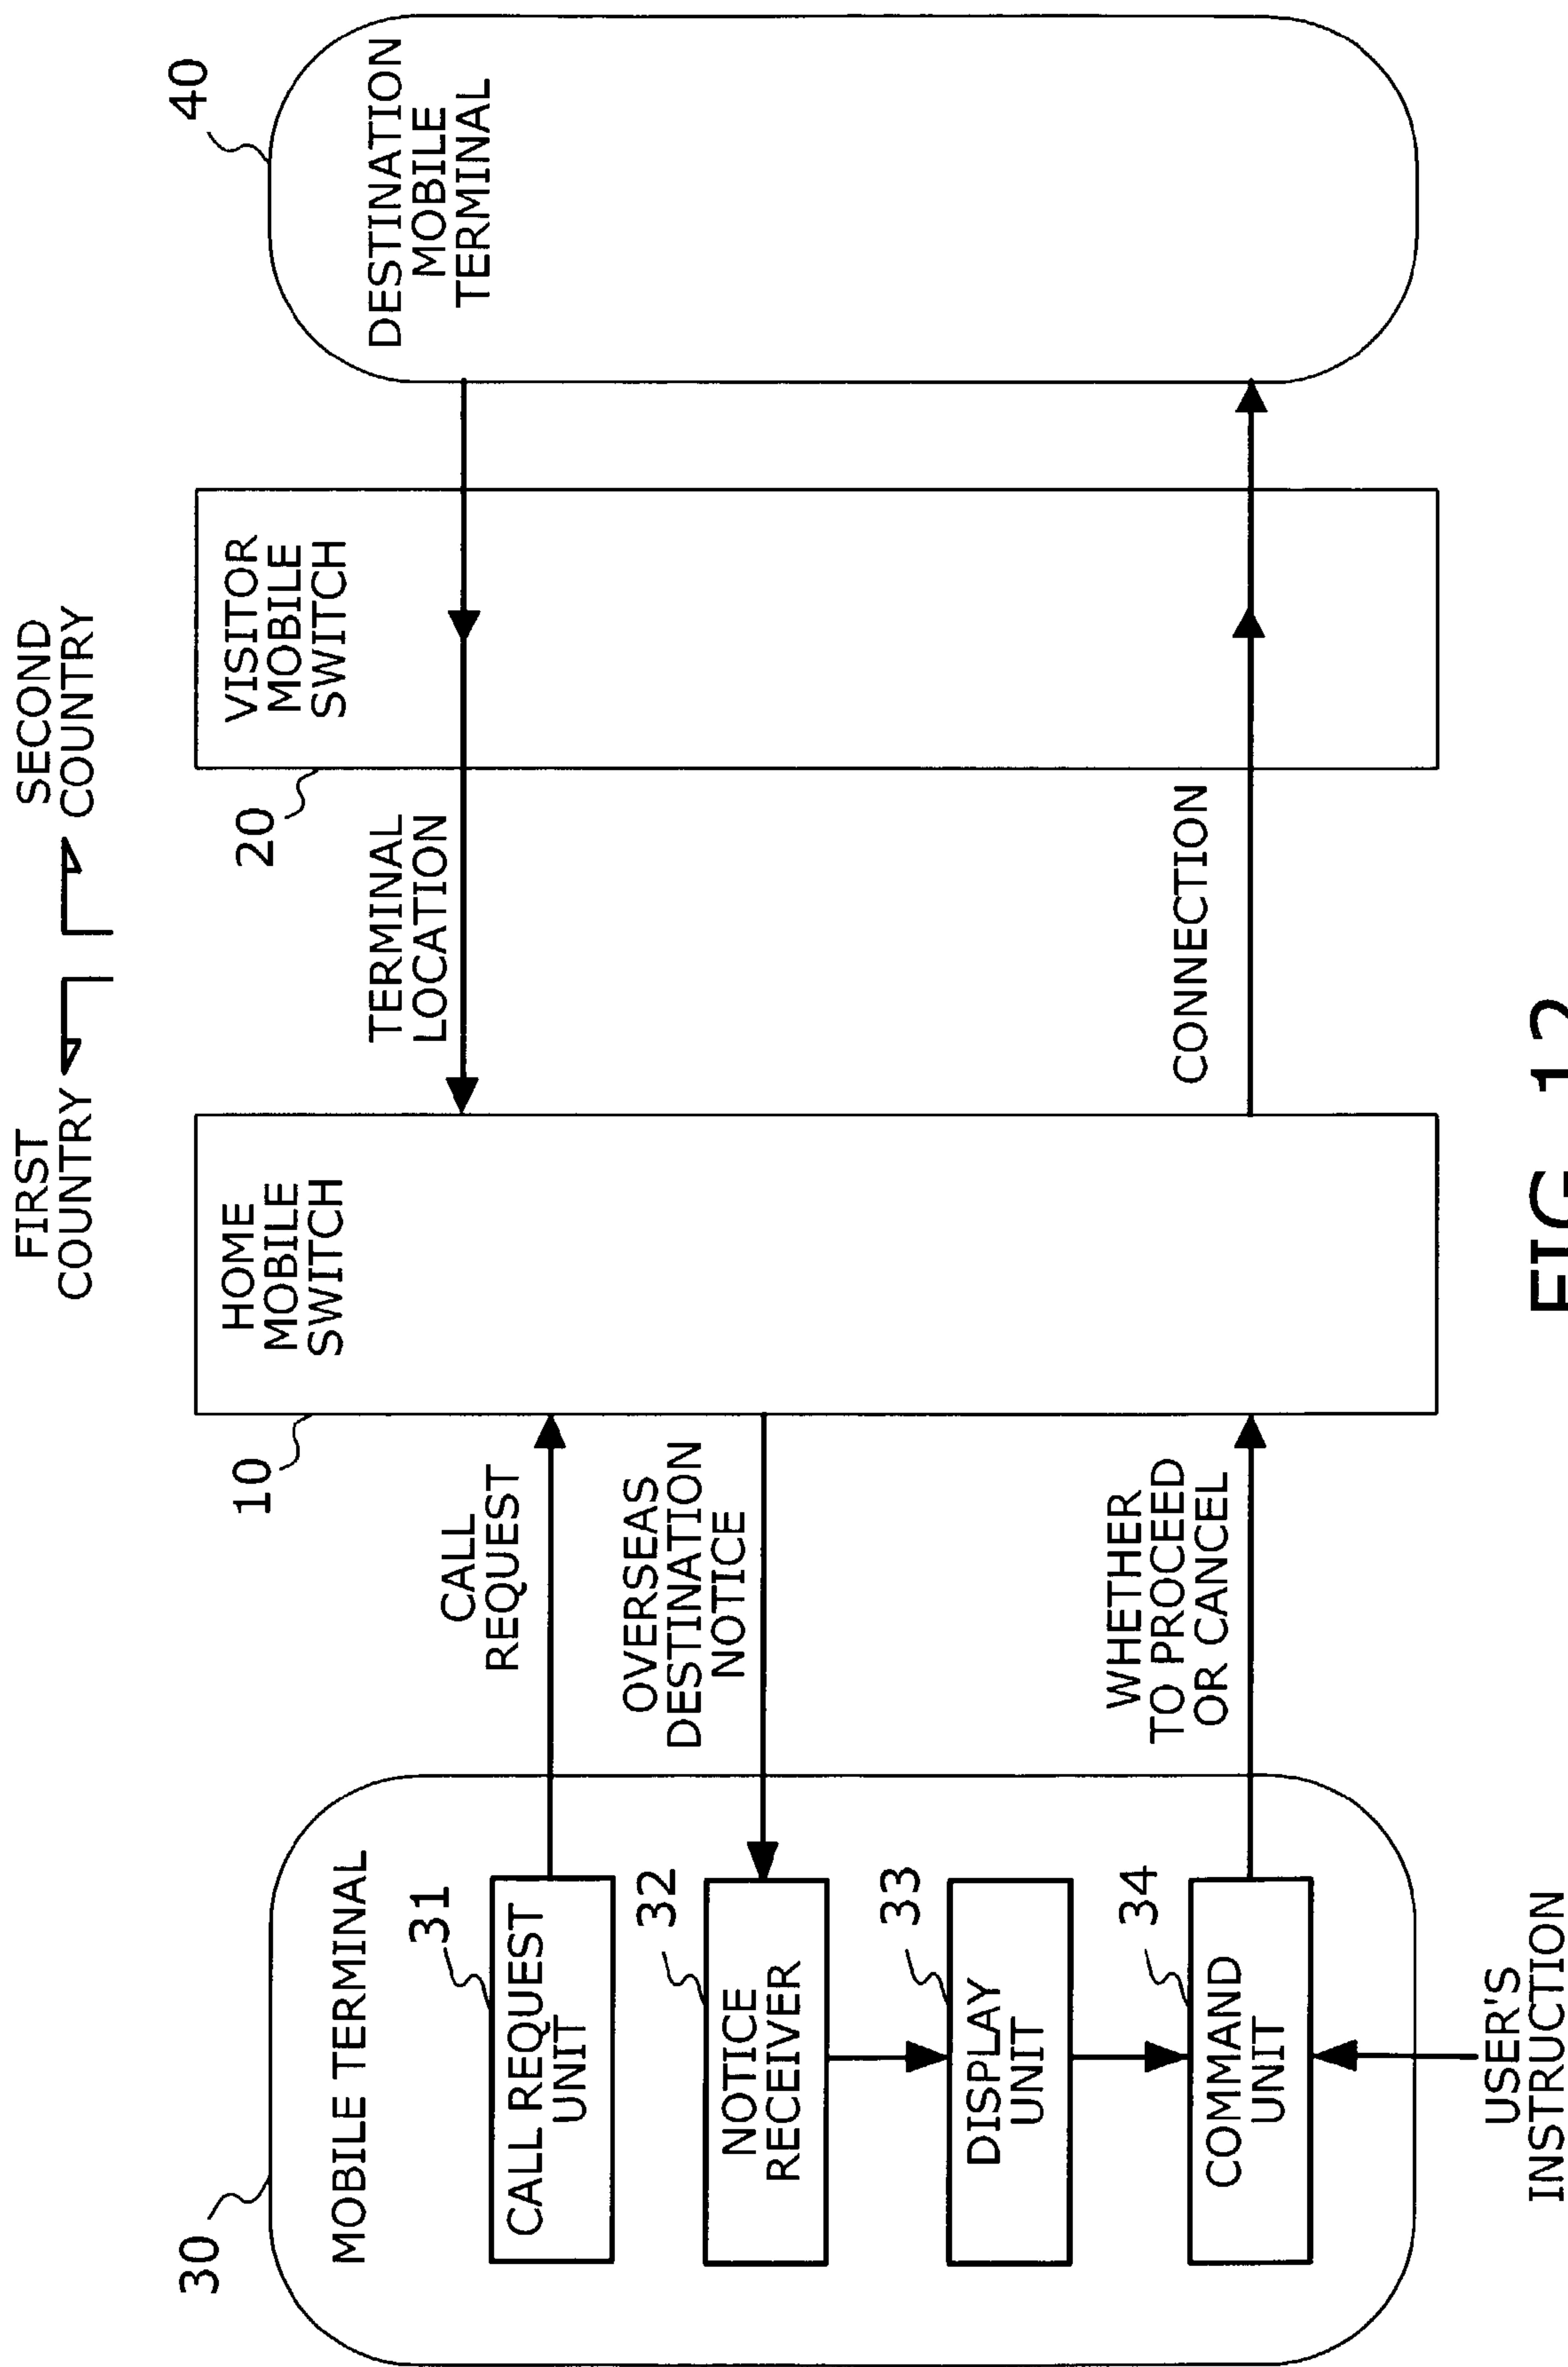 FIRST
COUNTRY
SECOND
COUNTRY
30
MOBILE TERMINAL
31
CALL REQUEST
UNIT
32
NOTICE
RECEIVER
33
DISPLAY
UNIT
34
COMMAND
UNIT
USER'S
INSTRUCTION
CALL
REQUEST
OVERSEAS
DESTINATION
NOTICE
WHETHER
TO PROCEED
OR CANCEL
10
HOME
MOBILE
SWITCH
TERMINAL
LOCATION
CONNECTION
20
VISITOR
MOBILE
SWITCH
40
DESTINATION
MOBILE
TERMINAL
FIG. 12